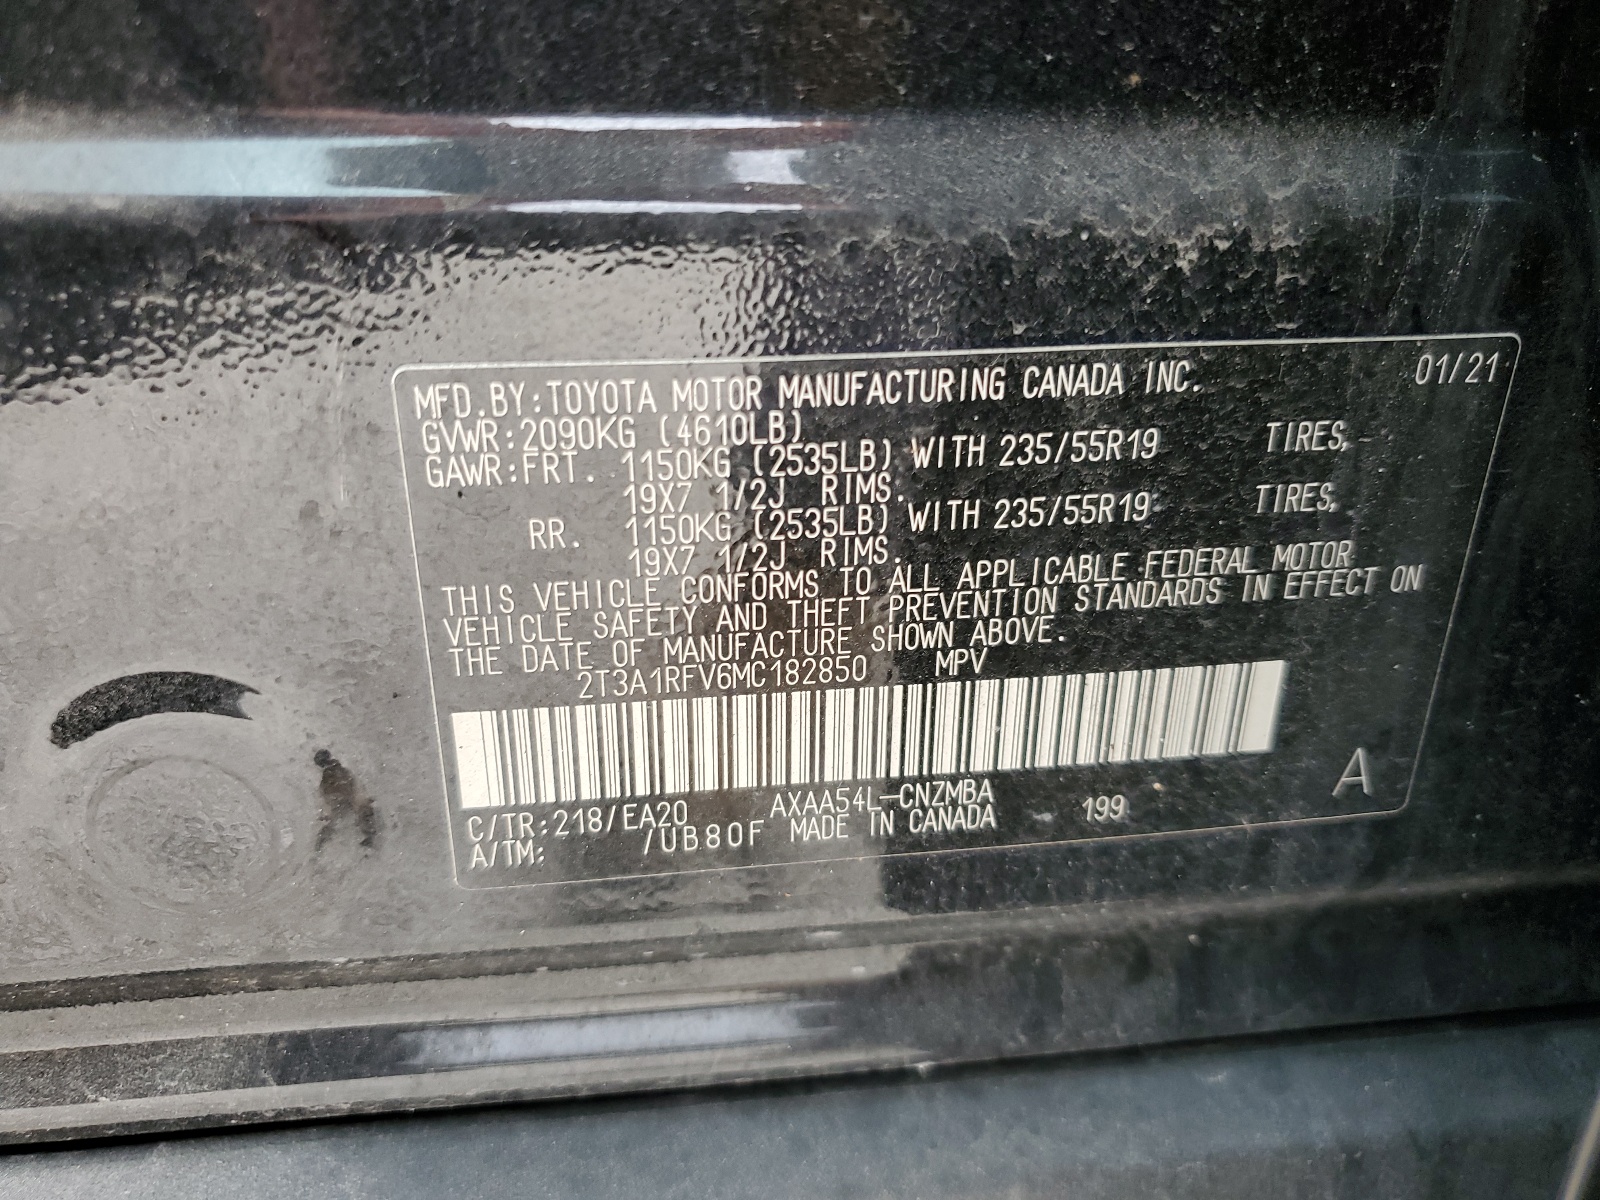 MFD.BY:TOYOTA MOTOR MANUFACTURING CANADA INC. 01/21
GVWR:2090KG (4610LB)
GAWR:FRT. 1150KG (2535LB) WITH 235/55R19 TIRES,
19X7 1/2J RIMS.
RR. 1150KG (2535LB) WITH 235/55R19 TIRES,
19X7 1/2J RIMS.
THIS VEHICLE CONFORMS TO ALL APPLICABLE FEDERAL MOTOR
VEHICLE SAFETY AND THEFT PREVENTION STANDARDS IN EFFECT ON
THE DATE OF MANUFACTURE SHOWN ABOVE.
2T3A1RFV6MC182850 MPV
C/TR:218/EA20 AXAA54L-CNZMBA 199 A
A/TM: /UB80F MADE IN CANADA